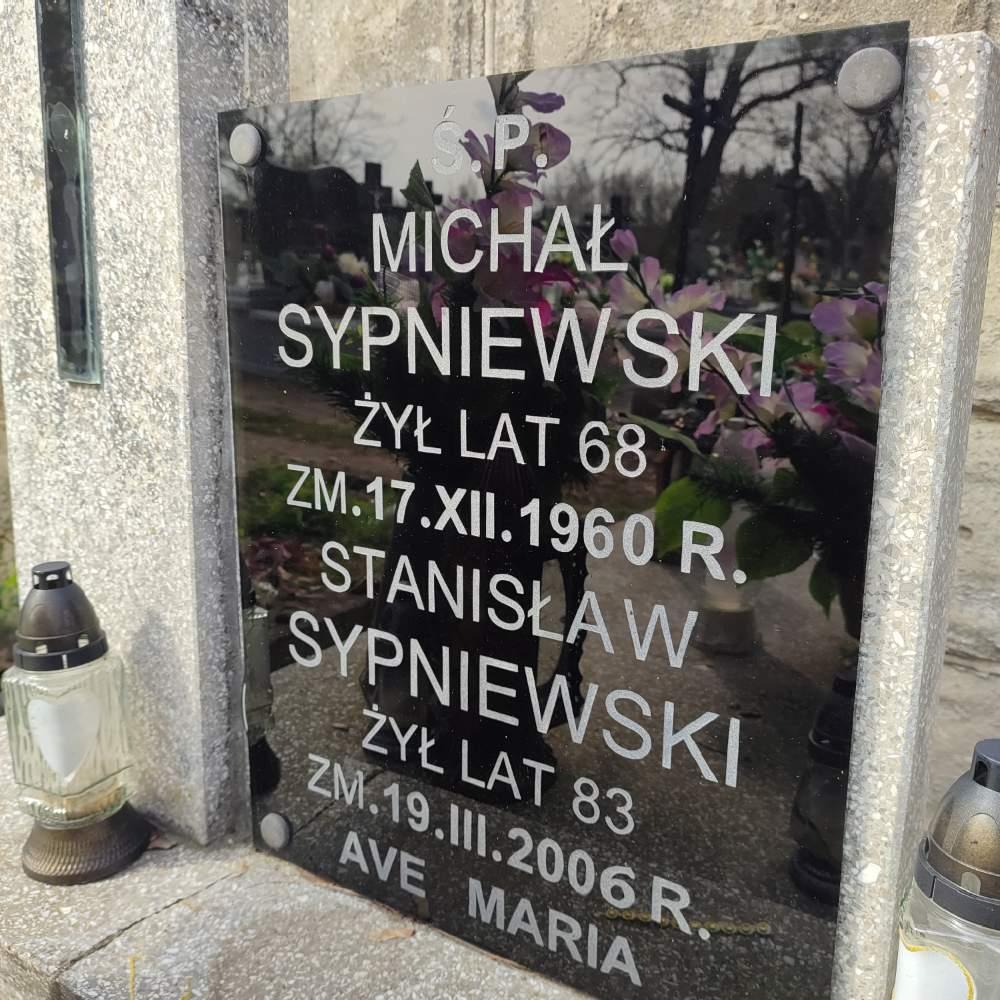 Ś.P.
MICHAŁ
SYPNIEWSKI
ŻYŁ LAT 68
ZM.17.XII.1960 R.
STANISŁAW
SYPNIEWSKI
ŻYŁ LAT 83
ZM.19.III.2006 R.
AVE MARIA